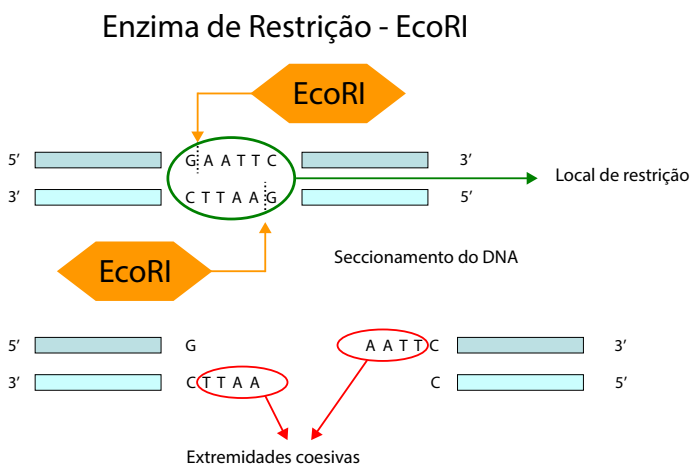 Enzima de Restrição - EcoRI
EcoRI
5' G A A T T C 3'
3' C T T A A G 5'
Local de restrição
EcoRI
Seccionamento do DNA
5' G A A T T C 3'
3' C T T A A C 5'
Extremidades coesivas